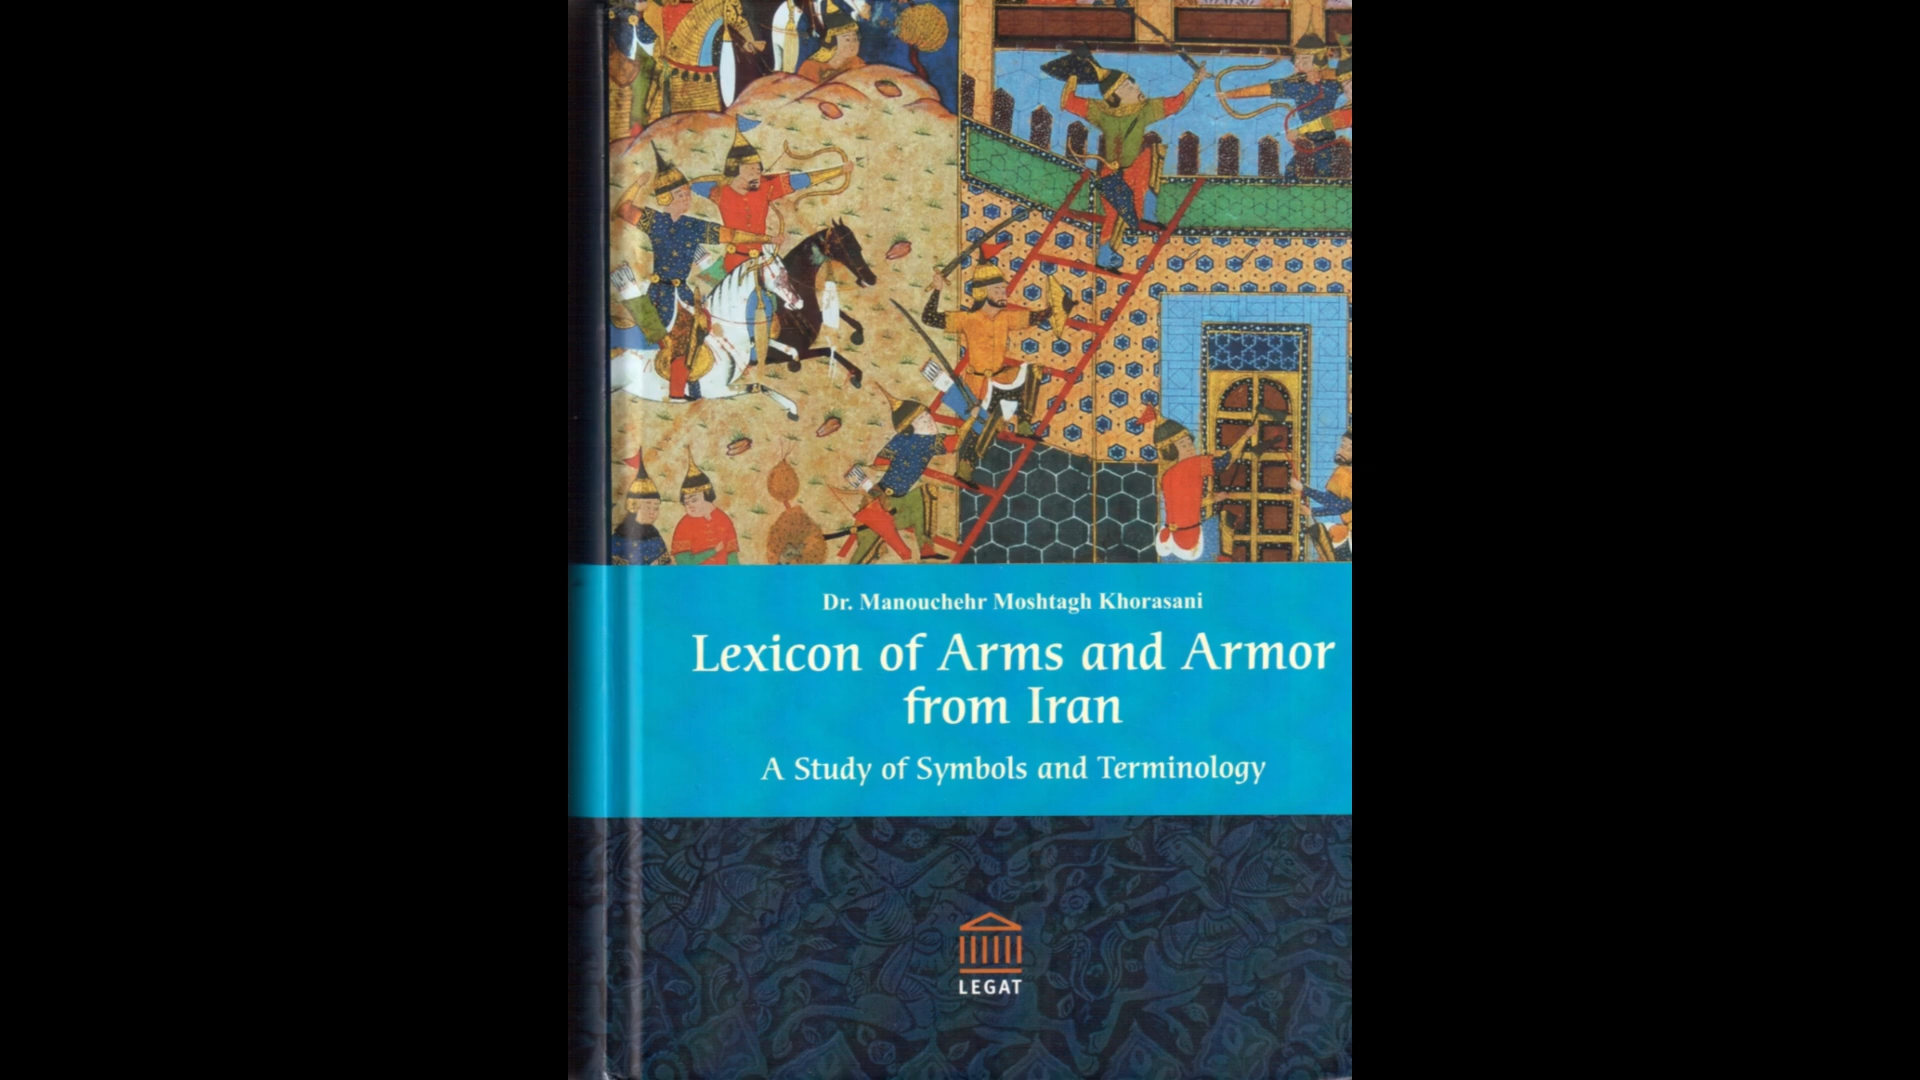 Dr. Manouchehr Moshtagh Khorasani
Lexicon of Arms and Armor
from Iran
A Study of Symbols and Terminology
LEGAT